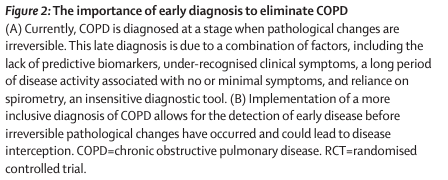 Figure 2: The importance of early diagnosis to eliminate COPD
(A) Currently, COPD is diagnosed at a stage when pathological changes are
irreversible. This late diagnosis is due to a combination of factors, including the
lack of predictive biomarkers, under-recognised clinical symptoms, a long period
of disease activity associated with no or minimal symptoms, and reliance on
spirometry, an insensitive diagnostic tool. (B) Implementation of a more
inclusive diagnosis of COPD allows for the detection of early disease before
irreversible pathological changes have occurred and could lead to disease
interception. COPD=chronic obstructive pulmonary disease. RCT=randomised
controlled trial.